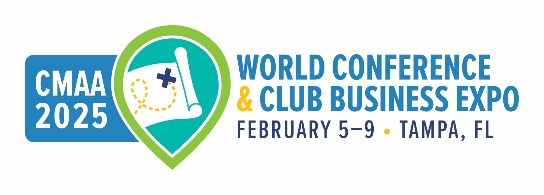 CMAA
2025
WORLD CONFERENCE
& CLUB BUSINESS EXPO
FEBRUARY 5–9 • TAMPA, FL